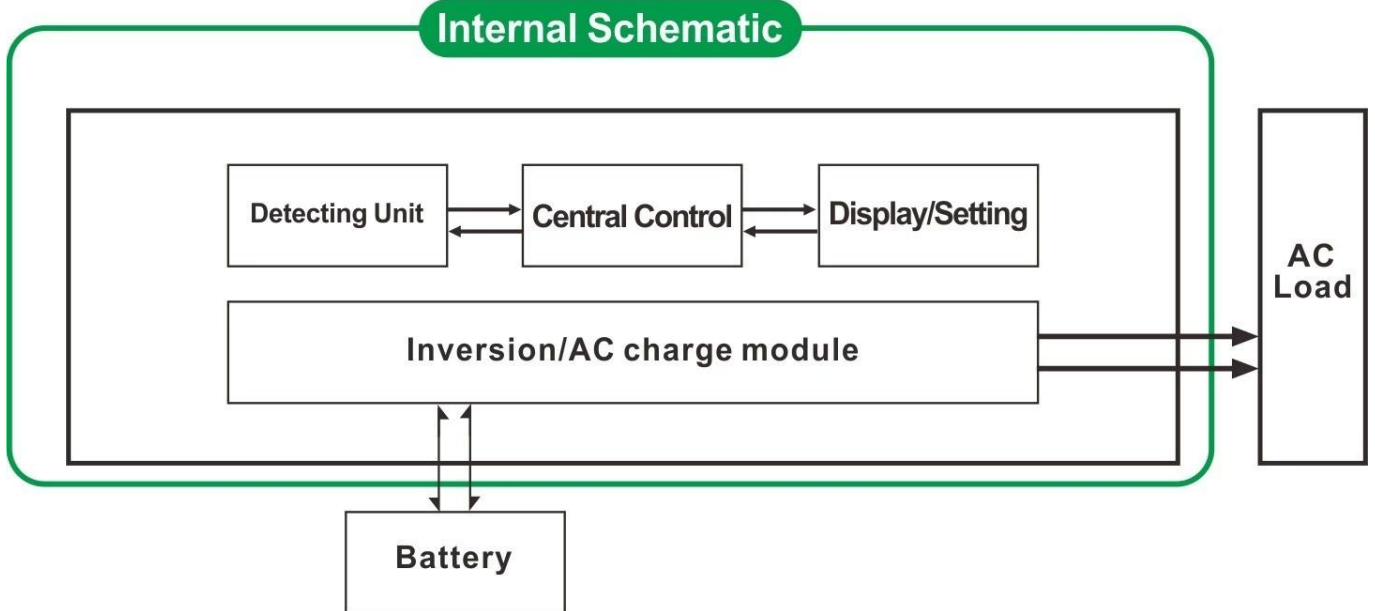 Internal Schematic
Detecting Unit
Central Control
Display/Setting
AC
Load
Inversion/AC charge module
Battery